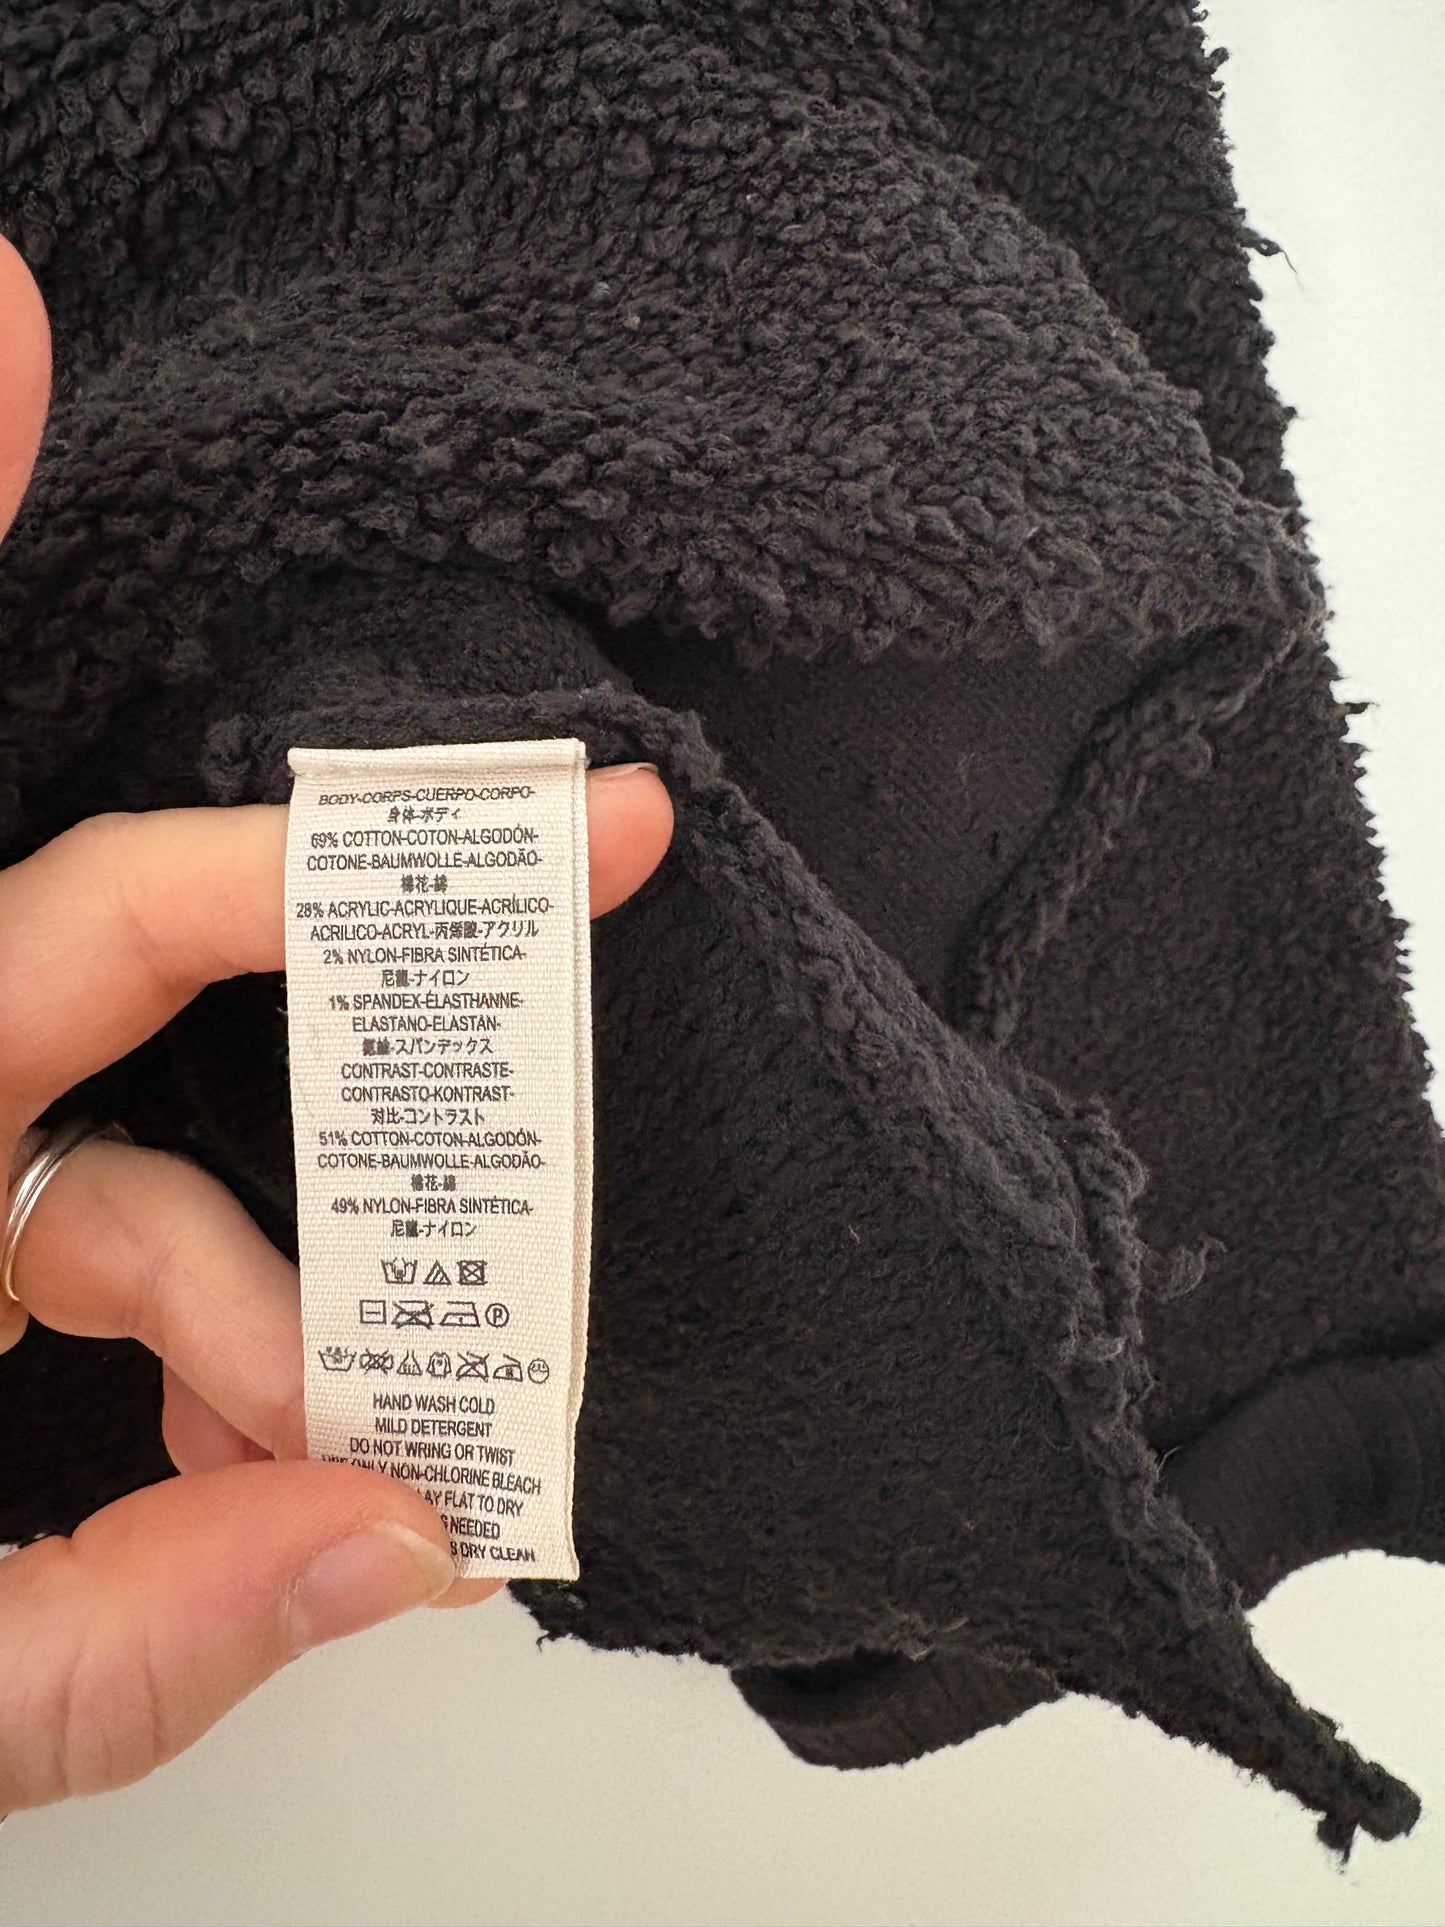 BODY-CORPS-CUERPO-CORPO-
身体-ボディ
69% COTTON-COTON-ALGODÓN-
COTONE-BAUMWOLLE-ALGODÃO-
棉花-綿
28% ACRYLIC-ACRYLIQUE-ACRÍLICO-
ACRILICO-ACRYL-丙烯酸-アクリル
2% NYLON-FIBRA SINTÉTICA-
尼龍-ナイロン
1% SPANDEX-ÉLASTHANNE-
ELASTANO-ELASTAN-
スパンデックス
CONTRAST-CONTRASTE-
CONTRASTO-KONTRAST-
对比-コントラスト
51% COTTON-COTON-ALGODÓN-
COTONE-BAUMWOLLE-ALGODÃO-
棉花-綿
49% NYLON-FIBRA SINTÉTICA-
尼龍-ナイロン
P
HAND WASH COLD
MILD DETERGENT
DO NOT WRING OR TWIST
ONLY NON-CHLORINE BLEACH
LAY FLAT TO DRY
NEEDED
DRY CLEAN